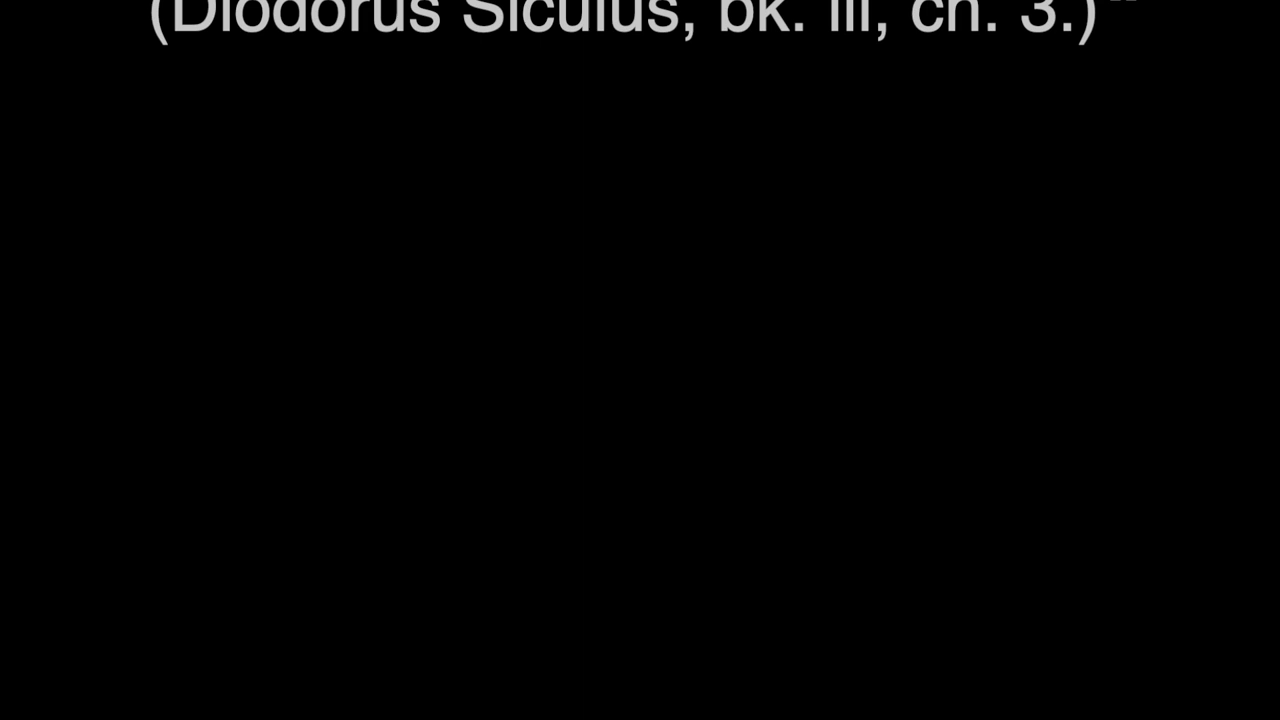 (Diodorus Siculus, bk. iii, ch. 3.)"